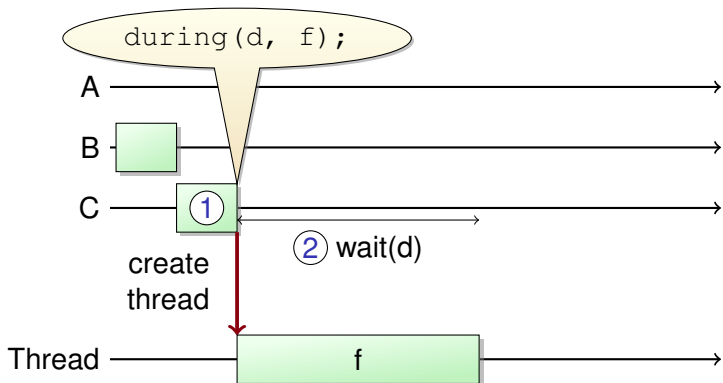 during(d, f);
A
B
C
1
2 wait(d)
create
thread
Thread
f